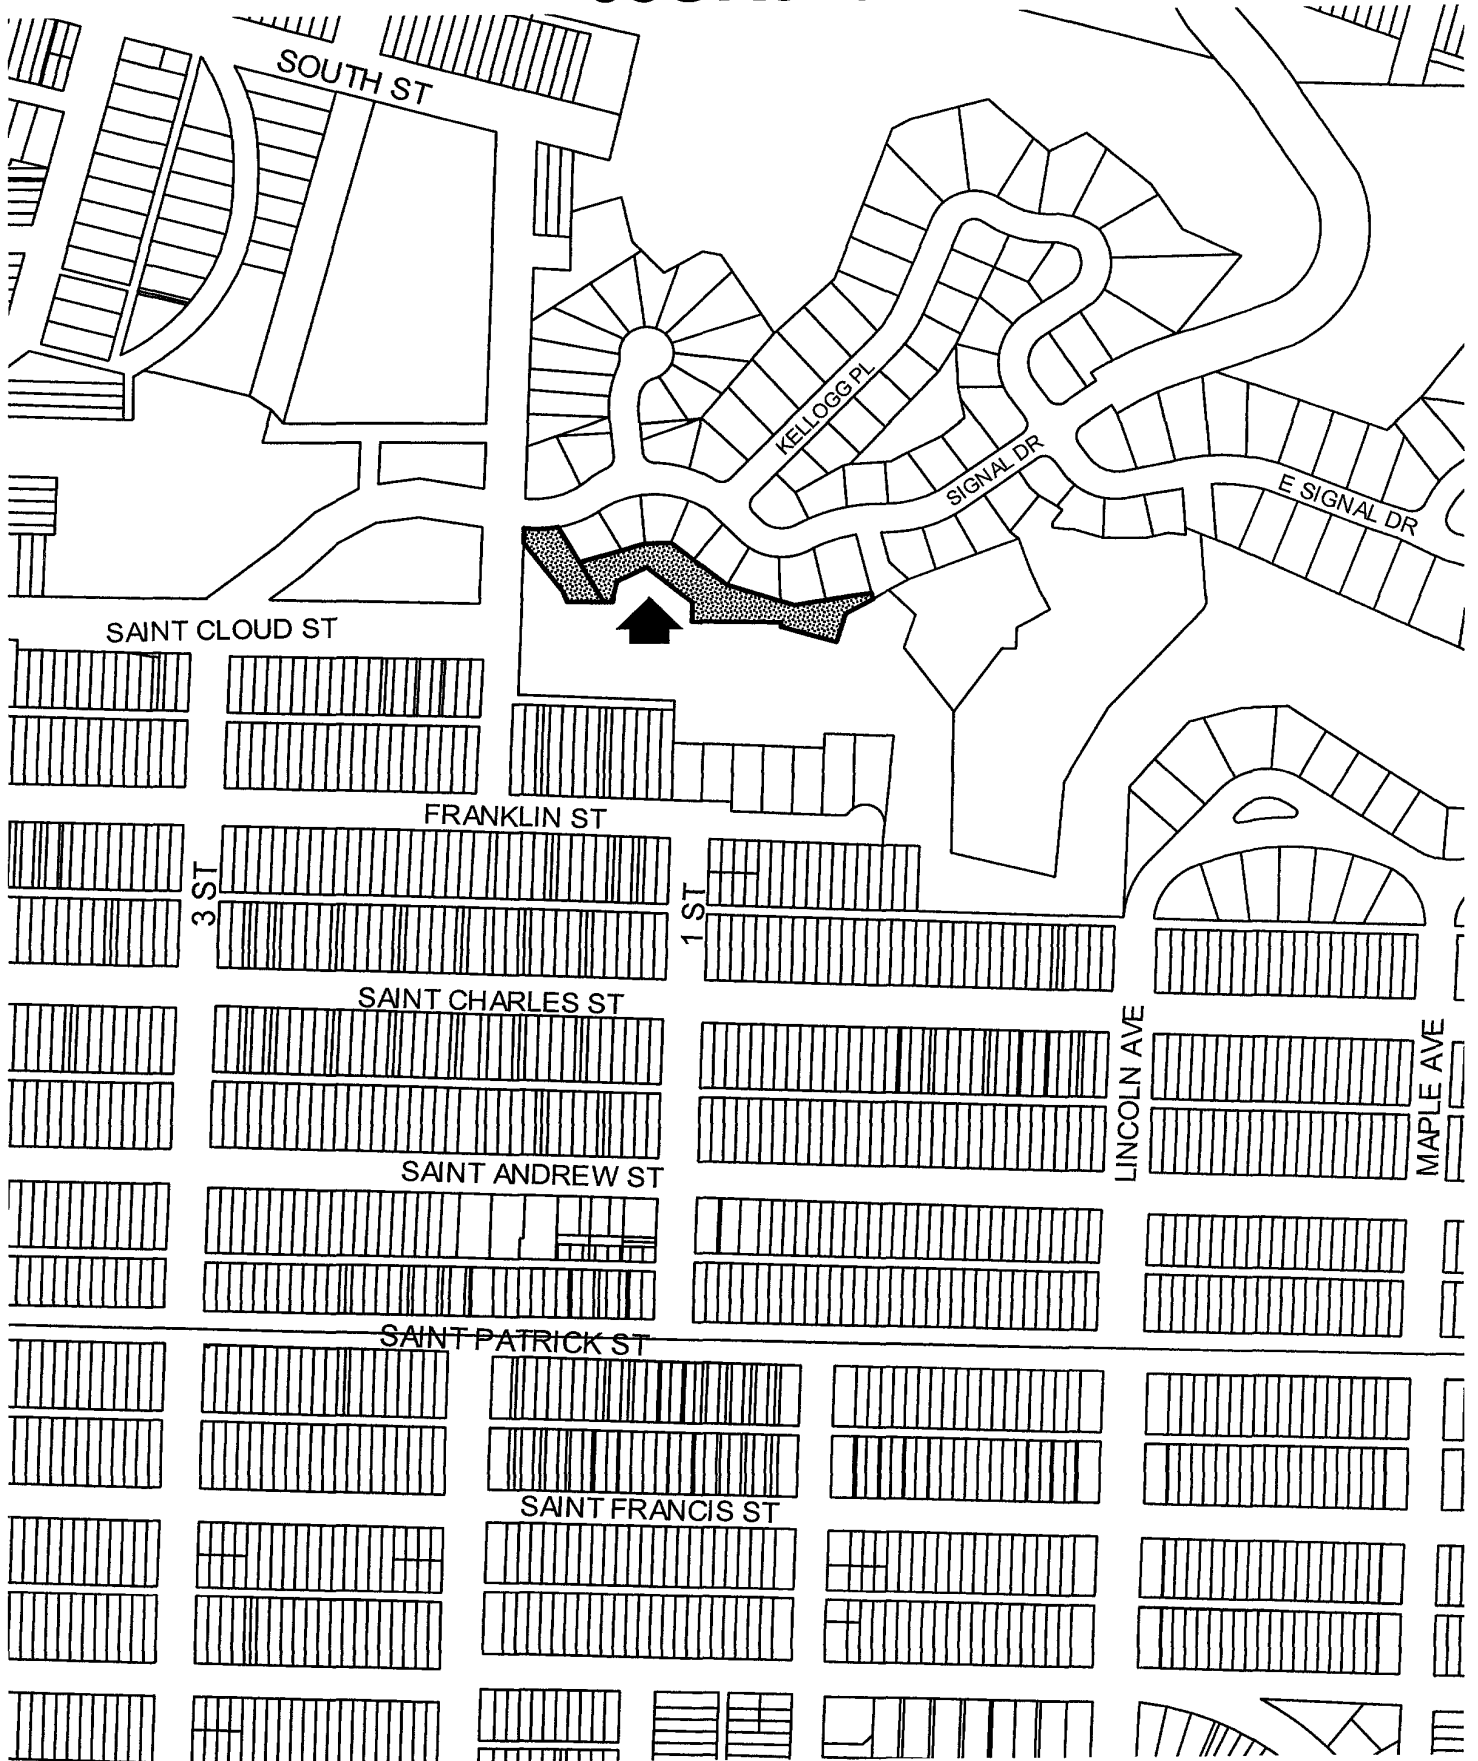 SOUTH ST
KELLOGG PL
SIGNAL DR
E SIGNAL DR
SAINT CLOUD ST
FRANKLIN ST
3 ST
1 ST
SAINT CHARLES ST
LINCOLN AVE
MAPLE AVE
SAINT ANDREW ST
SAINT PATRICK ST
SAINT FRANCIS ST